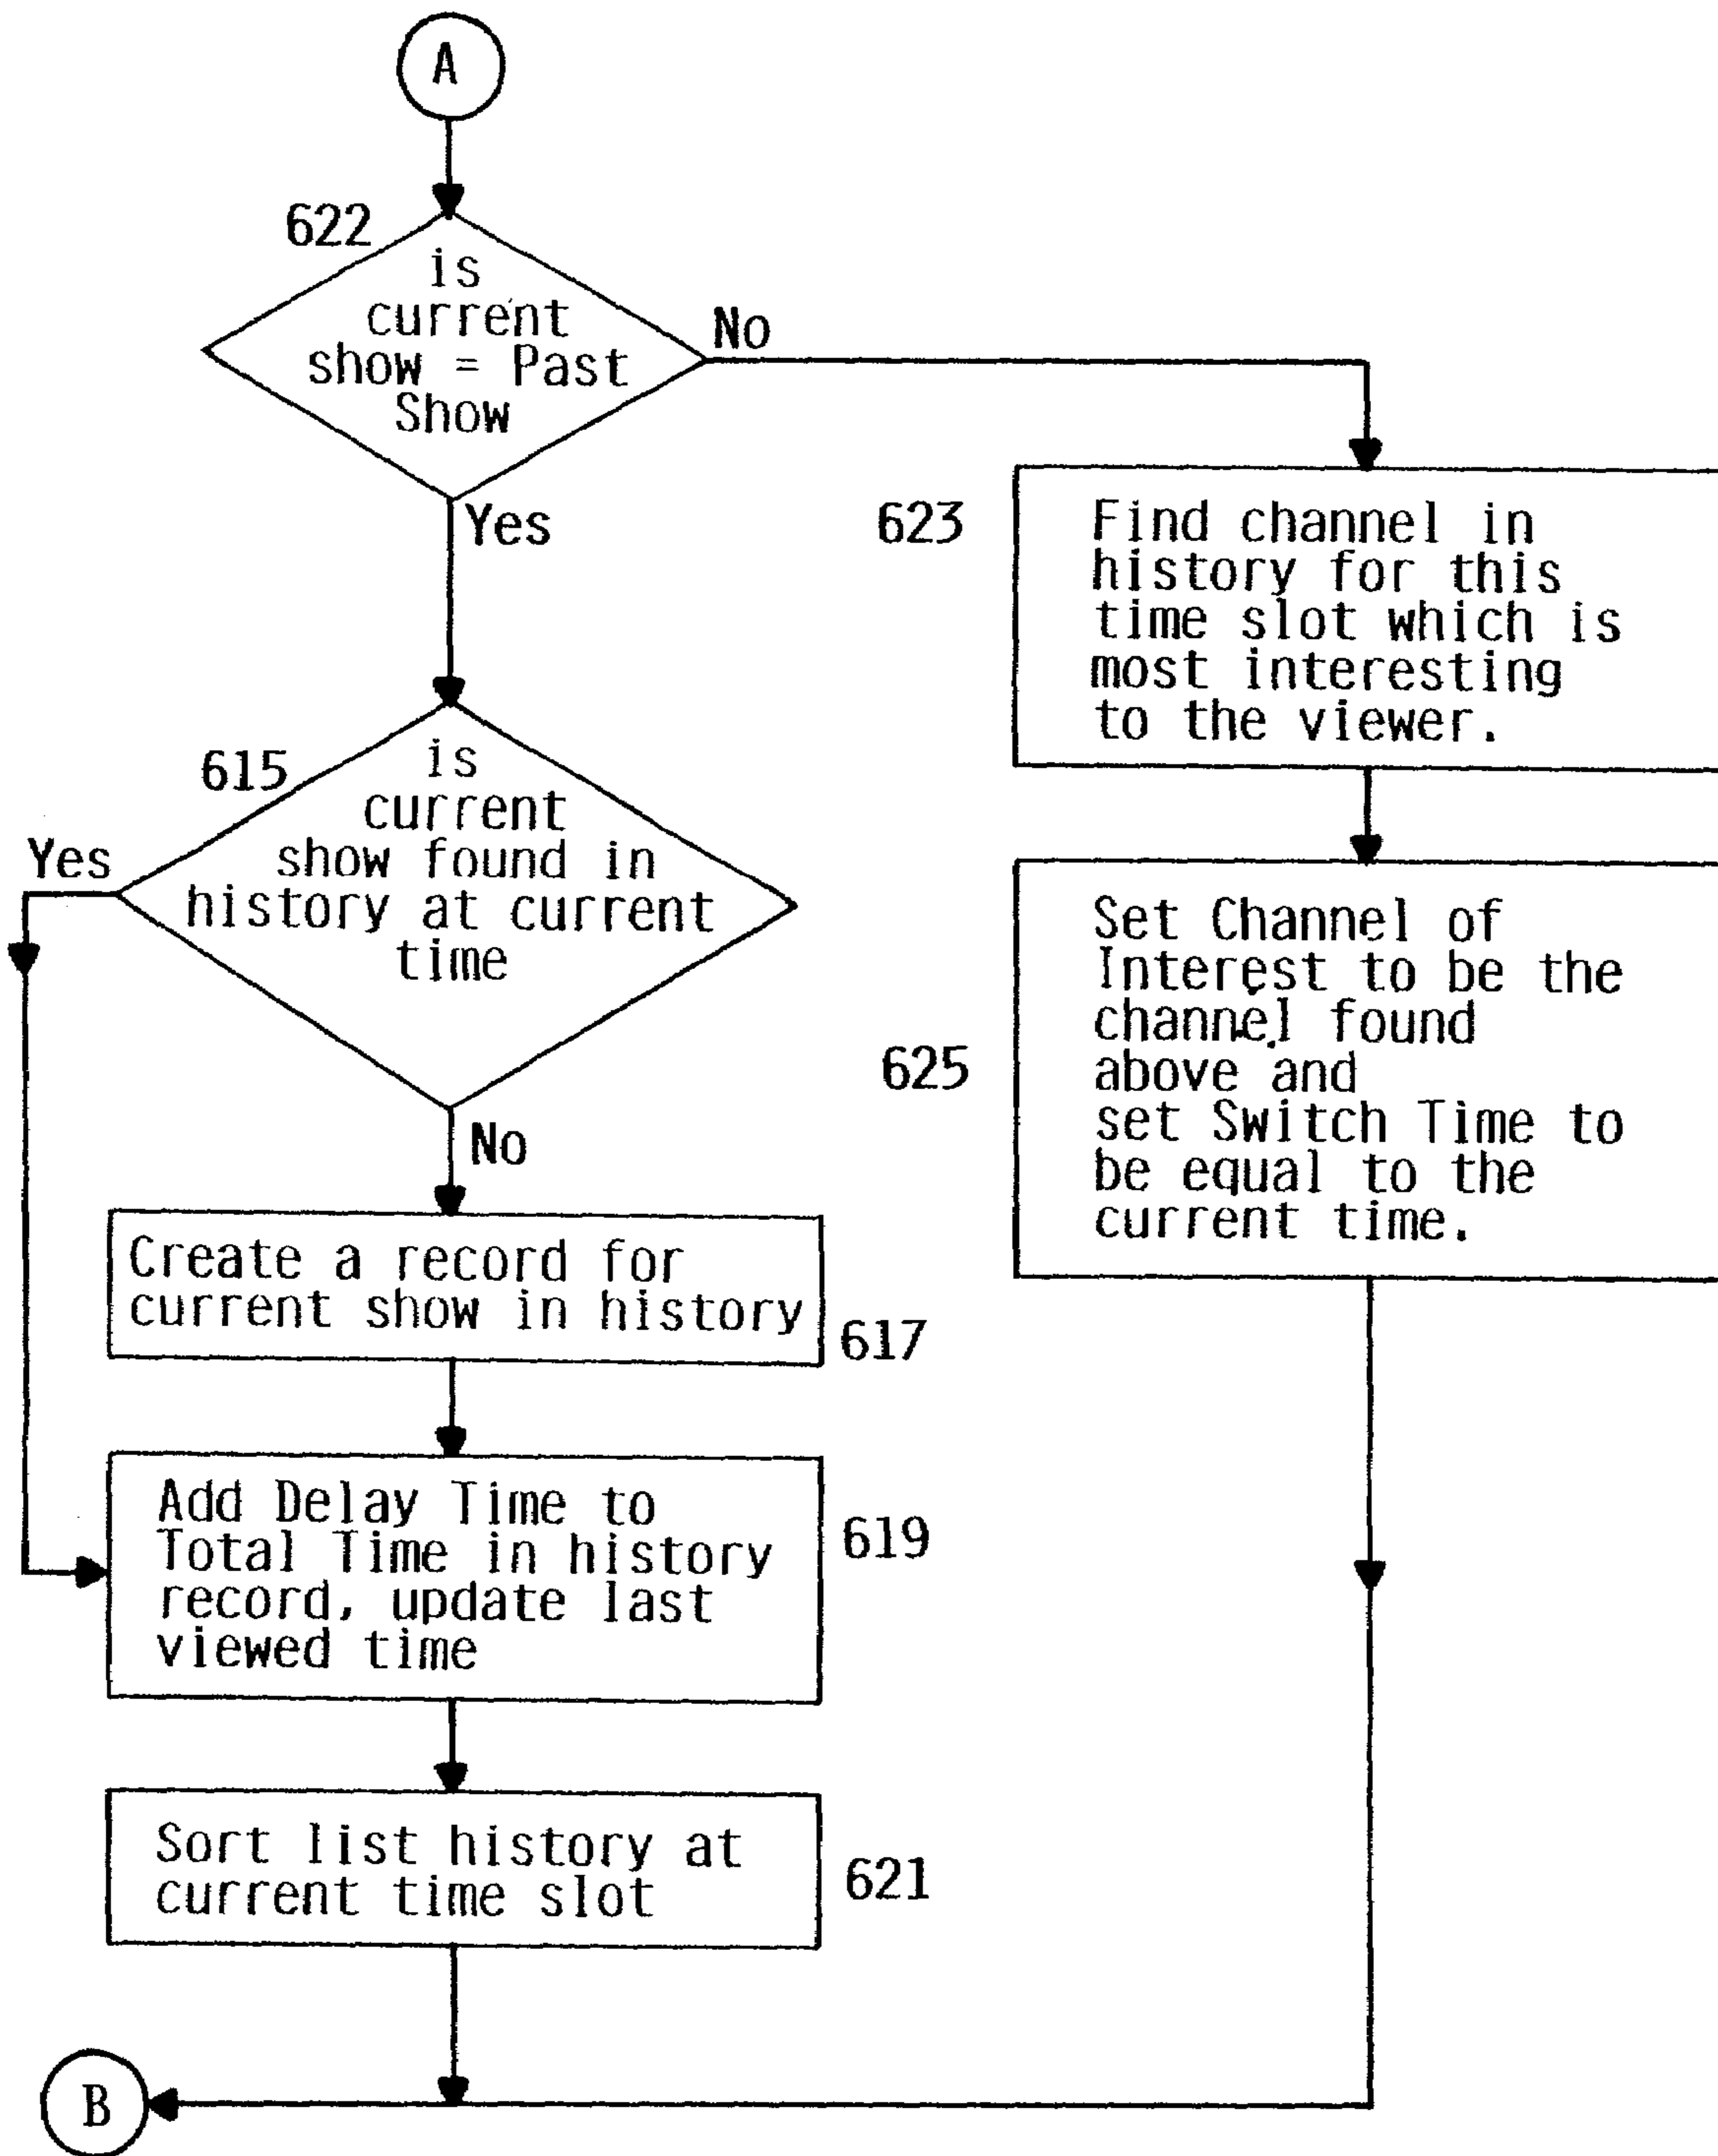 A
622
is
current
show = Past
Show
No
Yes
623
Find channel in
history for this
time slot which is
most interesting
to the viewer.
615
is
current
show found in
history at current
time
Yes
No
625
Set Channel of
Interest to be the
channel found
above and
set Switch Time to
be equal to the
current time.
Create a record for
current show in history
617
Add Delay Time to
Total Time in history
record, update last
viewed time
619
Sort list history at
current time slot
621
B